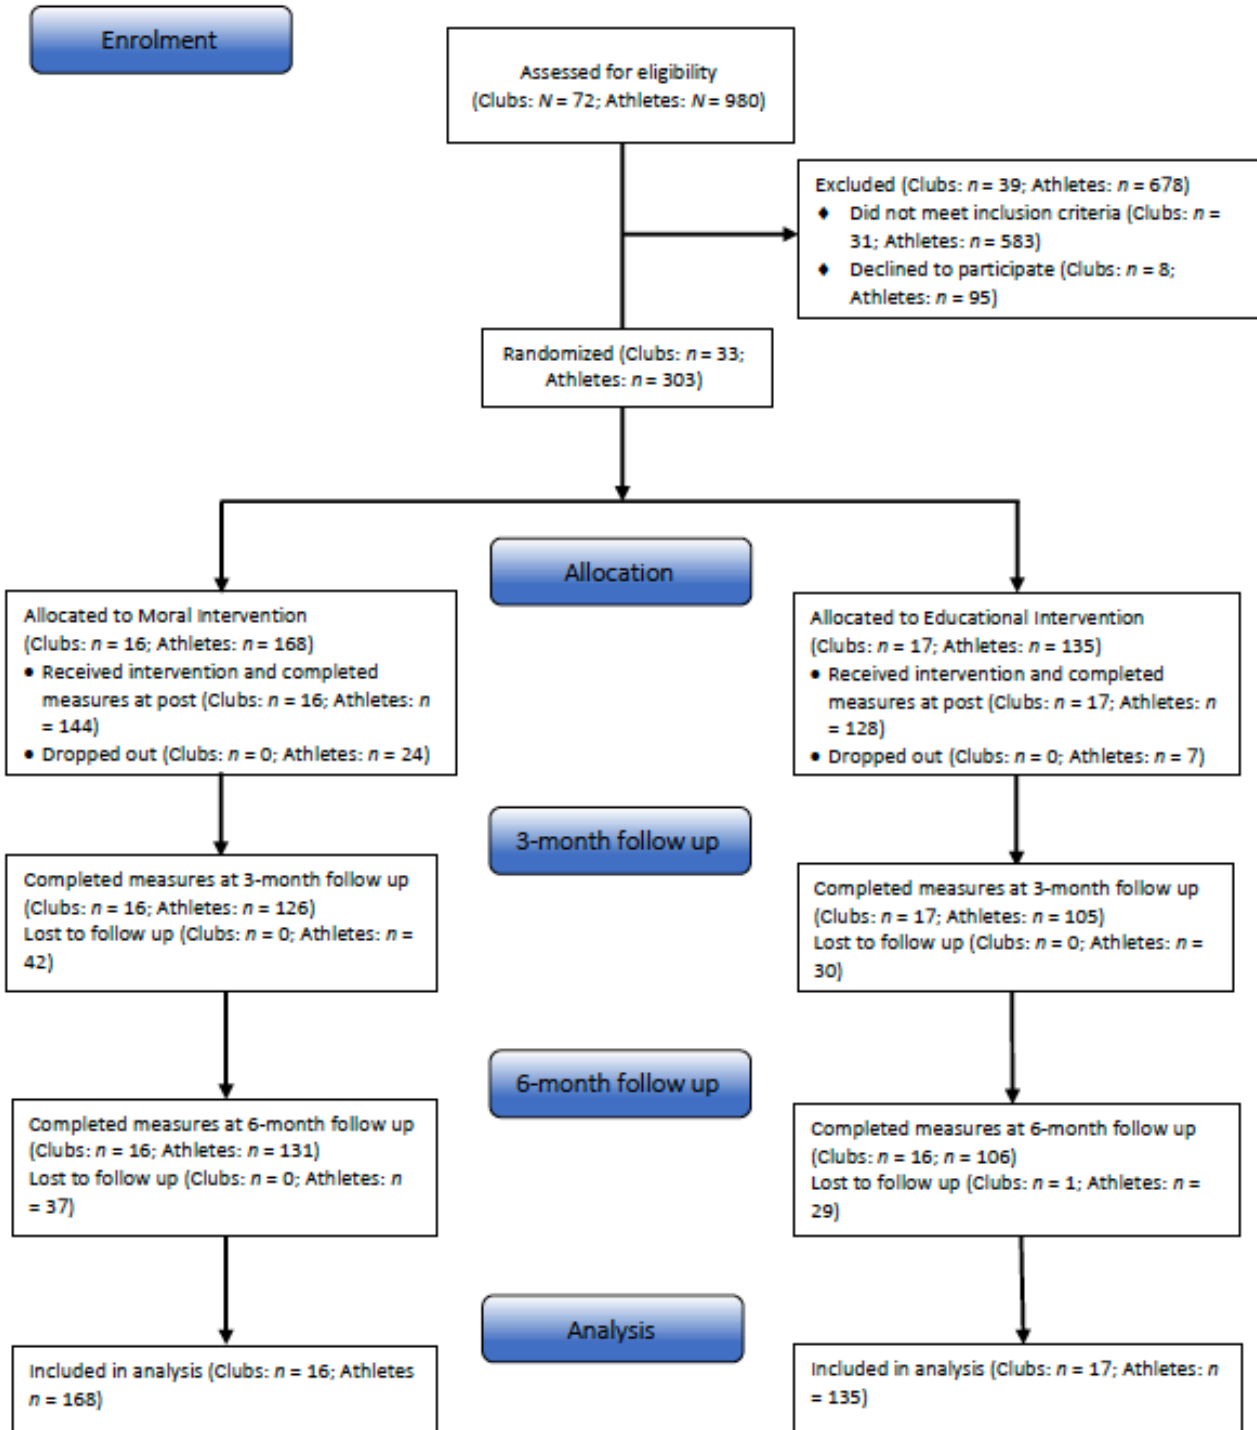 Enrolment
Assessed for eligibility
(Clubs: N = 72; Athletes: N = 980)
Excluded (Clubs: n = 39; Athletes: n = 678)
♦ Did not meet inclusion criteria (Clubs: n =
31; Athletes: n = 583)
♦ Declined to participate (Clubs: n = 8;
Athletes: n = 95)
Randomized (Clubs: n = 33;
Athletes: n = 303)
Allocation
Allocated to Moral Intervention
(Clubs: n = 16; Athletes: n = 168)
• Received intervention and completed
measures at post (Clubs: n = 16; Athletes: n
= 144)
• Dropped out (Clubs: n = 0; Athletes: n = 24)
Allocated to Educational Intervention
(Clubs: n = 17; Athletes: n = 135)
• Received intervention and completed
measures at post (Clubs: n = 17; Athletes: n
= 128)
• Dropped out (Clubs: n = 0; Athletes: n = 7)
3-month follow up
Completed measures at 3-month follow up
(Clubs: n = 16; Athletes: n = 126)
Lost to follow up (Clubs: n = 0; Athletes: n =
42)
Completed measures at 3-month follow up
(Clubs: n = 17; Athletes: n = 105)
Lost to follow up (Clubs: n = 0; Athletes: n =
30)
6-month follow up
Completed measures at 6-month follow up
(Clubs: n = 16; Athletes: n = 131)
Lost to follow up (Clubs: n = 0; Athletes: n
= 37)
Completed measures at 6-month follow up
(Clubs: n = 16; n = 106)
Lost to follow up (Clubs: n = 1; Athletes: n =
29)
Analysis
Included in analysis (Clubs: n = 16; Athletes
n = 168)
Included in analysis (Clubs: n = 17; Athletes: n
= 135)